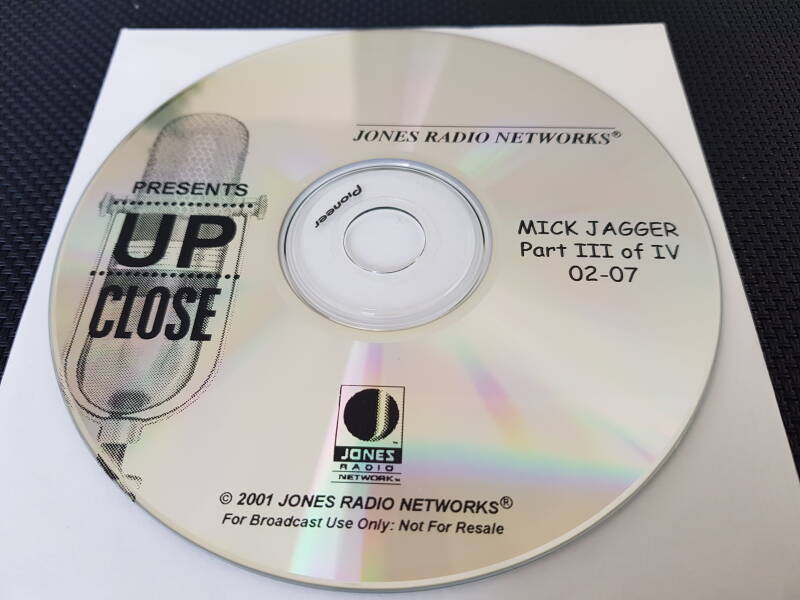 JONES RADIO NETWORKS®
PRESENTS
UP
CLOSE
Pioneer
MICK JAGGER
Part III of IV
02-07
JONES
RADIO
NETWORK™
© 2001 JONES RADIO NETWORKS®
For Broadcast Use Only: Not For Resale